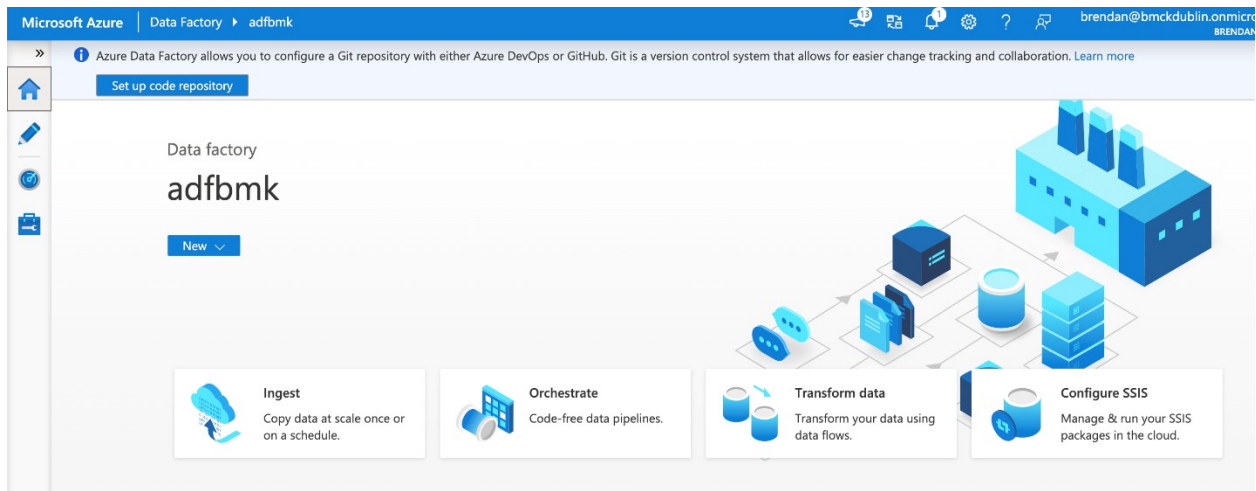 Microsoft Azure
Data Factory
adfbmk
13
1
?
brendan@bmckdublin.onmicro
BRENDAN
»
Azure Data Factory allows you to configure a Git repository with either Azure DevOps or GitHub. Git is a version control system that allows for easier change tracking and collaboration. Learn more
Set up code repository
Data factory
adfbmk
New
Ingest
Copy data at scale once or
on a schedule.
Orchestrate
Code-free data pipelines.
Transform data
Transform your data using
data flows.
Configure SSIS
Manage & run your SSIS
packages in the cloud.